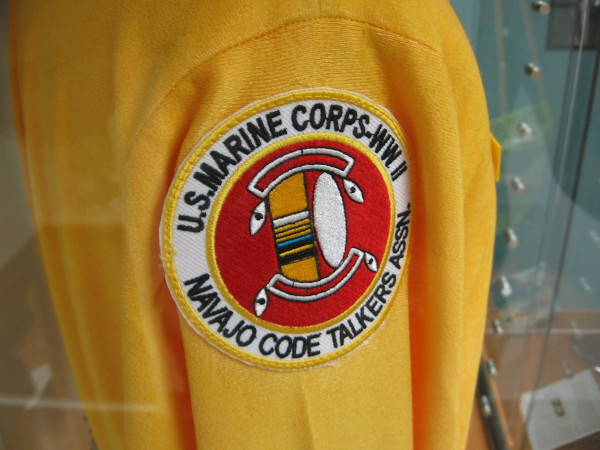 U.S.MARINE CORPS-WW II
NAVAJO CODE TALKERS ASSN.